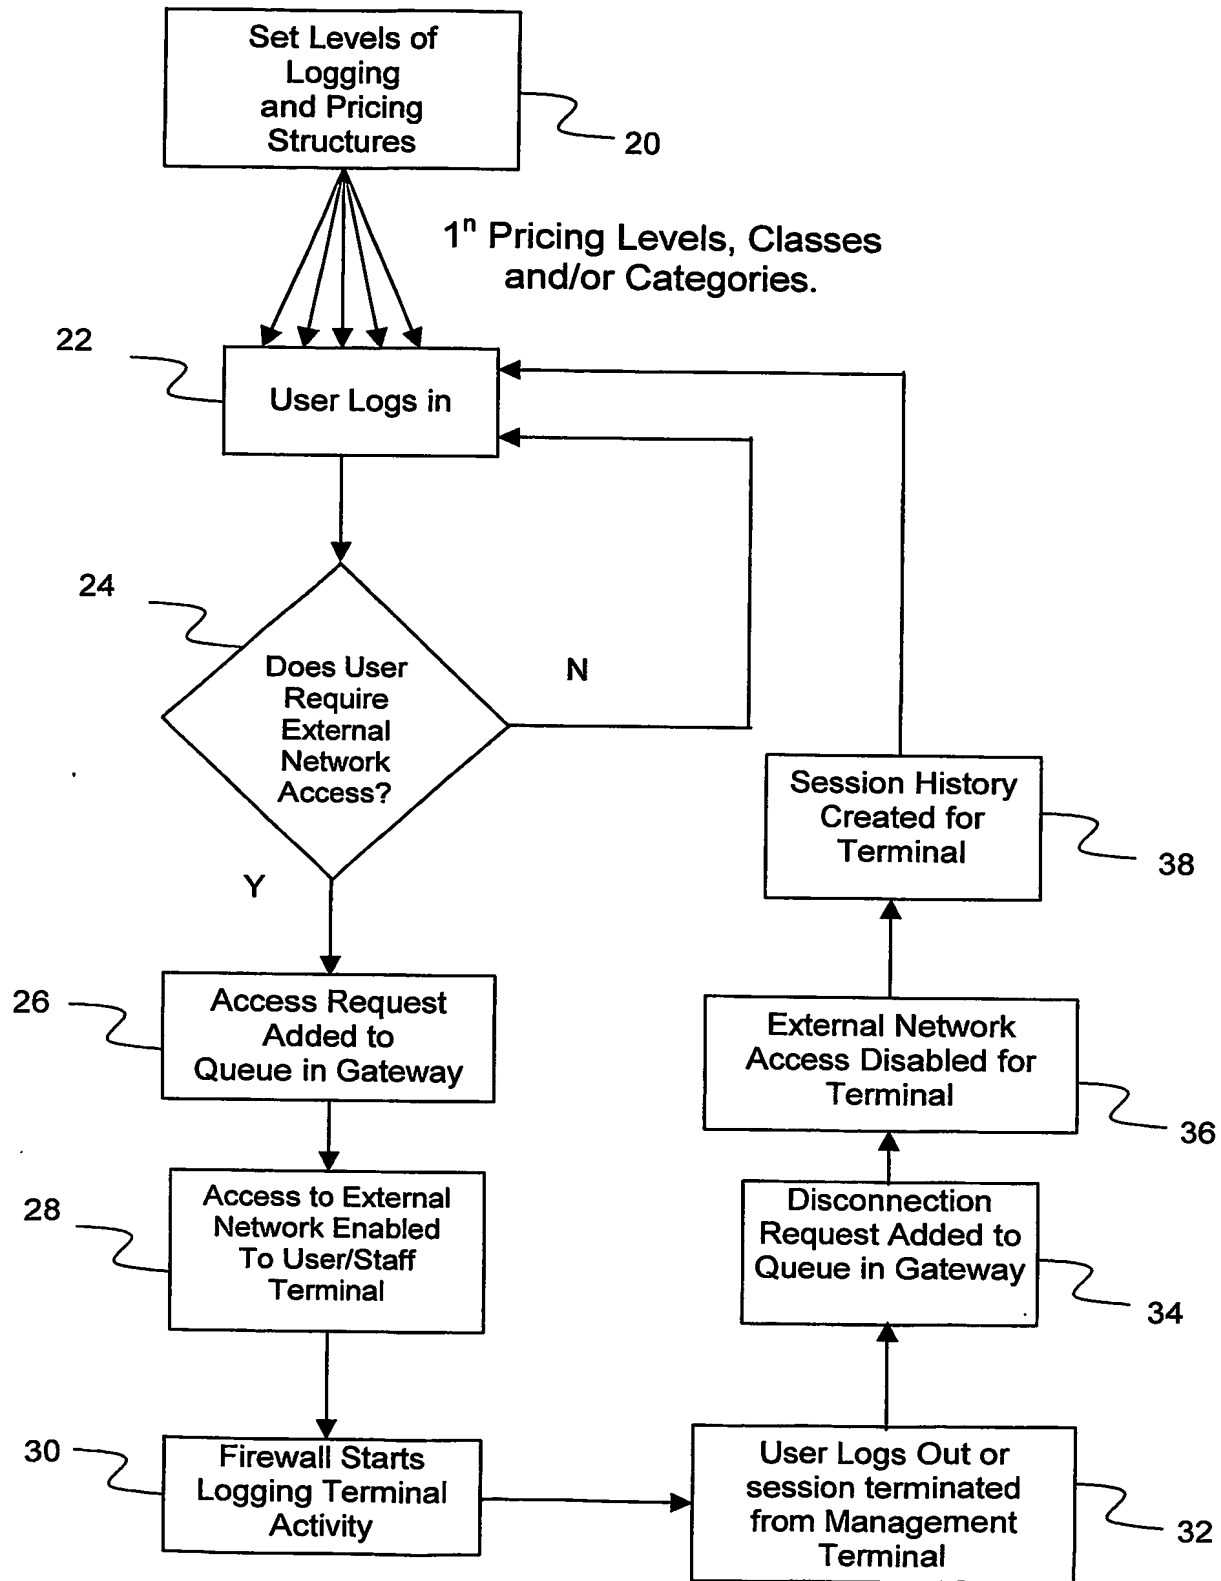 Set Levels of
Logging
and Pricing
Structures
20
1ⁿ Pricing Levels, Classes
and/or Categories.
22
User Logs in
24
Does User
Require
External
Network
Access?
N
Y
26
Access Request
Added to
Queue in Gateway
28
Access to External
Network Enabled
To User/Staff
Terminal
30
Firewall Starts
Logging Terminal
Activity
User Logs Out or
session terminated
from Management
Terminal
32
Disconnection
Request Added to
Queue in Gateway
34
External Network
Access Disabled for
Terminal
36
Session History
Created for
Terminal
38